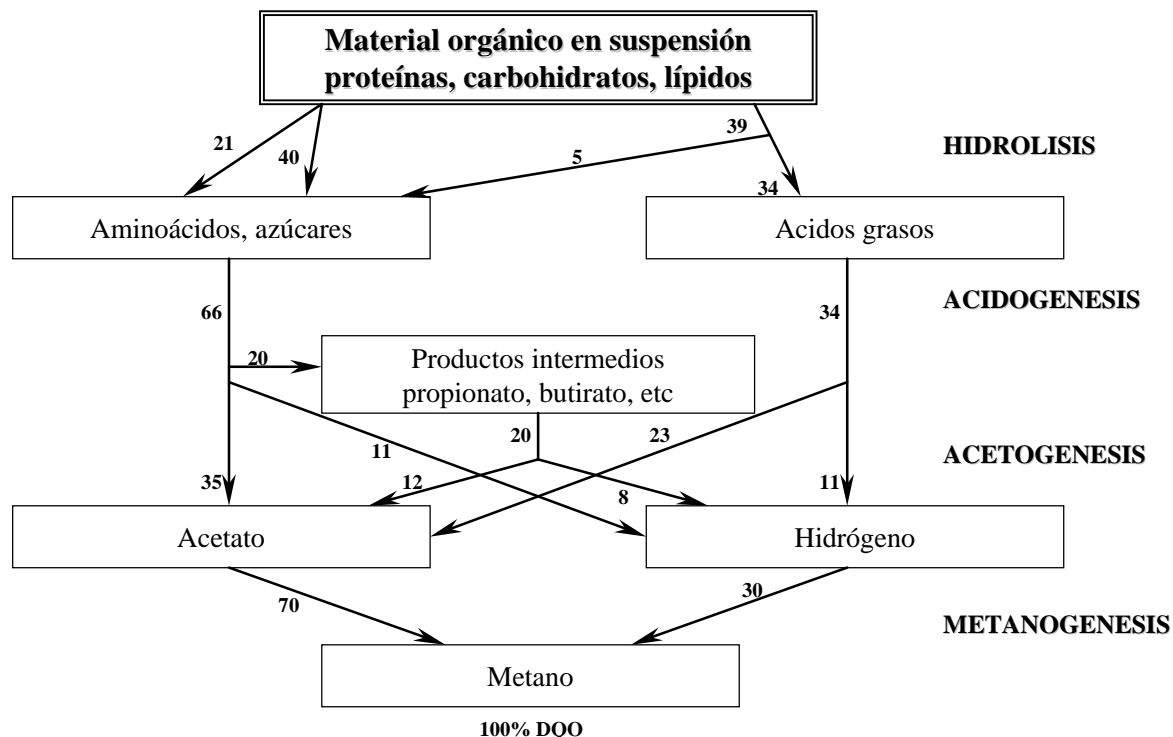 Material orgánico en suspensión
proteínas, carbohidratos, lípidos
21
40
5
39
34
HIDROLISIS
Aminoácidos, azúcares
Acidos grasos
66
34
ACIDOGENESIS
20
Productos intermedios
propionato, butirato, etc
11
20
23
ACETOGENESIS
35
12
8
11
Acetato
Hidrógeno
70
30
METANOGENESIS
Metano
100% DQO